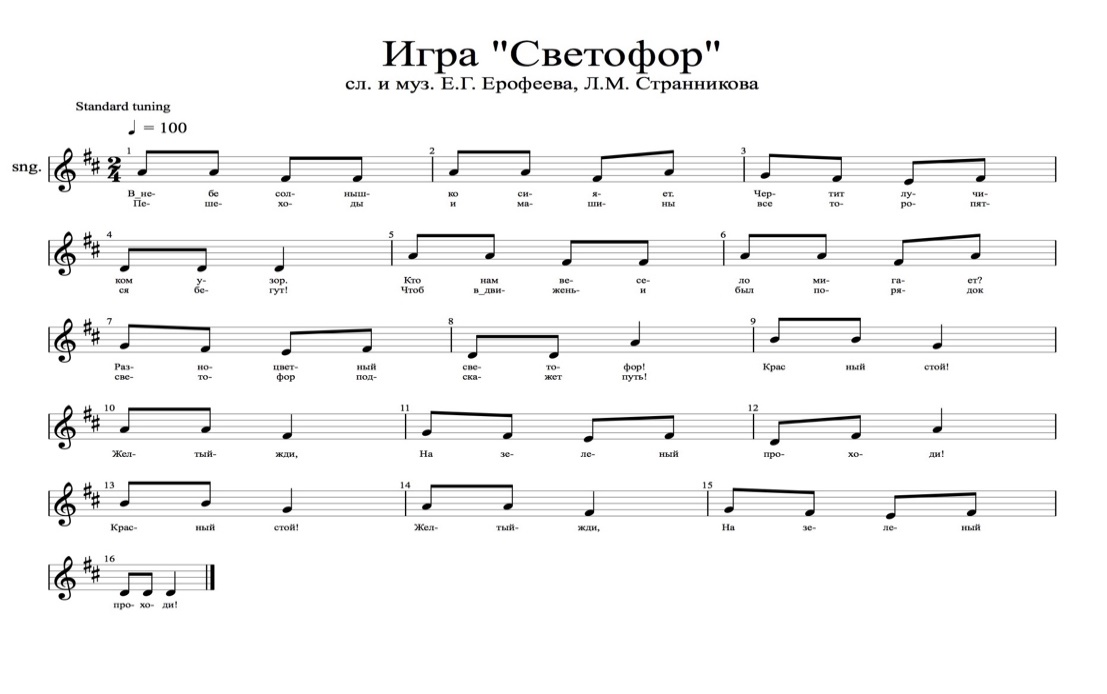 Игра "Светофор"
сл. и муз. Е.Г. Ерофеева, Л.М. Странникова
Standard tuning
= 100
sng.
2
4
1 2 3
В_не- бе сол- ныш- ко си- я- ет. Чер- тит лу- чи-
Пе- ше- хо- ды и ма- ши- ны все то- ро- пят-
4 5 6
ком у- зор. Кто нам ве- се- ло ми- га- ет?
ся бе- гут! Чтоб в_дви- жень- и был по- ря- док
7 8 9
Раз- но- цвет- ный све- то- фор! Крас ный стой!
све- то- фор под- ска- жет путь!
10 11 12
Жел- тый- жди, На зе- ле- ный про- хо- ди!
13 14 15
Крас- ный стой! Жел- тый- жди, На зе- ле- ный
16
про- хо- ди!